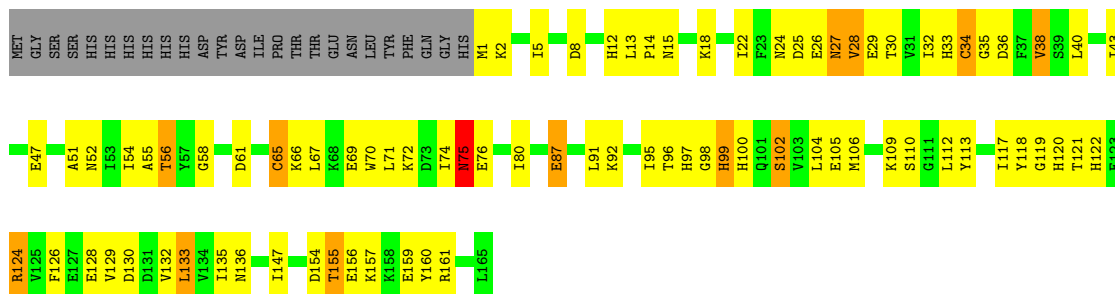 MET GLY SER SER HIS HIS HIS HIS HIS HIS ASP TYR ASP ILE PRO THR THR GLU ASN LEU TYR PHE GLN GLY HIS M1 K2 I5 D8 H12 L13 P14 N15 K18 I22 F23 N24 D25 E26 N27 V28 E29 T30 V31 I32 H33 C34 G35 D36 F37 V38 S39 L40
E47 A51 N52 I53 I54 A55 T56 Y57 G58 D61 C65 K66 L67 K68 E69 W70 L71 K72 D73 I74 N75 E76 I80 E87 L91 K92 I95 T96 H97 G98 H99 H100 Q101 S102 V103 L104 E105 M106 K109 S110 G111 L112 Y113 I117 Y118 G119 H120 T121 H122
R124 V125 F126 E127 E128 V129 D130 D131 V132 L133 V134 I135 N136 I147 D154 T155 E156 K157 K158 E159 Y160 R161 L165